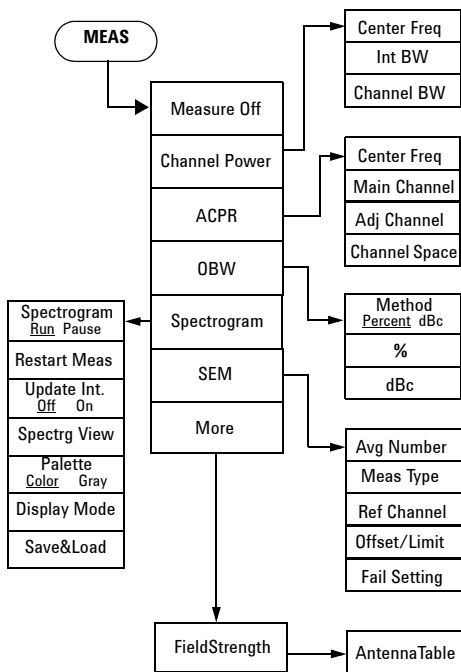 MEAS
Measure Off
Channel Power
ACPR
OBW
Spectrogram
SEM
More
Center Freq
Int BW
Channel BW
Center Freq
Main Channel
Adj Channel
Channel Space
Method
Percent dBc
%
dBc
Spectrogram
Run Pause
Restart Meas
Update Int.
Off On
Spectrg View
Palette
Color Gray
Display Mode
Save&Load
Avg Number
Meas Type
Ref Channel
Offset/Limit
Fail Setting
FieldStrength
AntennaTable